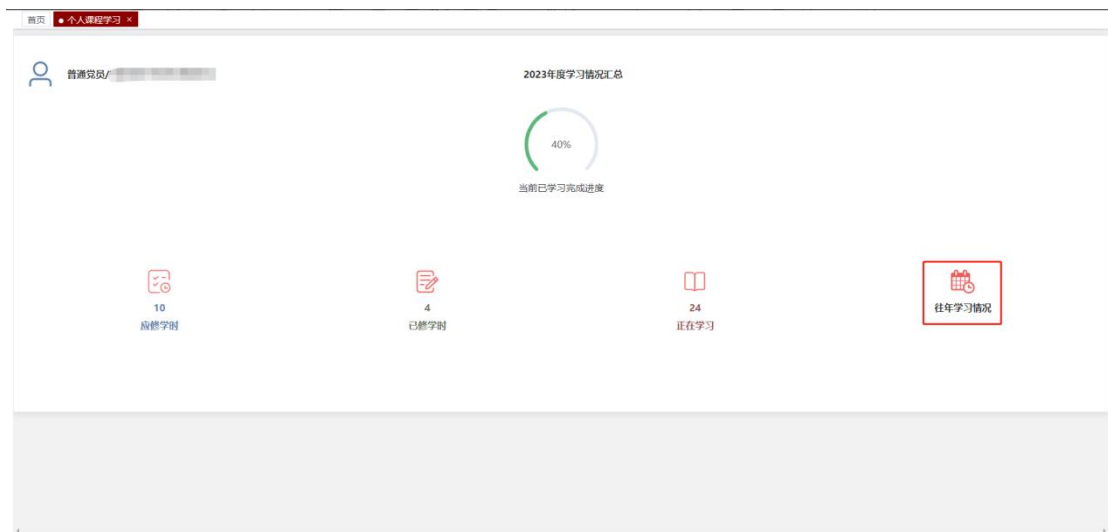 首页 ● 个人课程学习 ×
普通党员/
2023年度学习情况汇总
40%
当前已学习完成进度
10
应修学时
4
已修学时
24
正在学习
往年学习情况